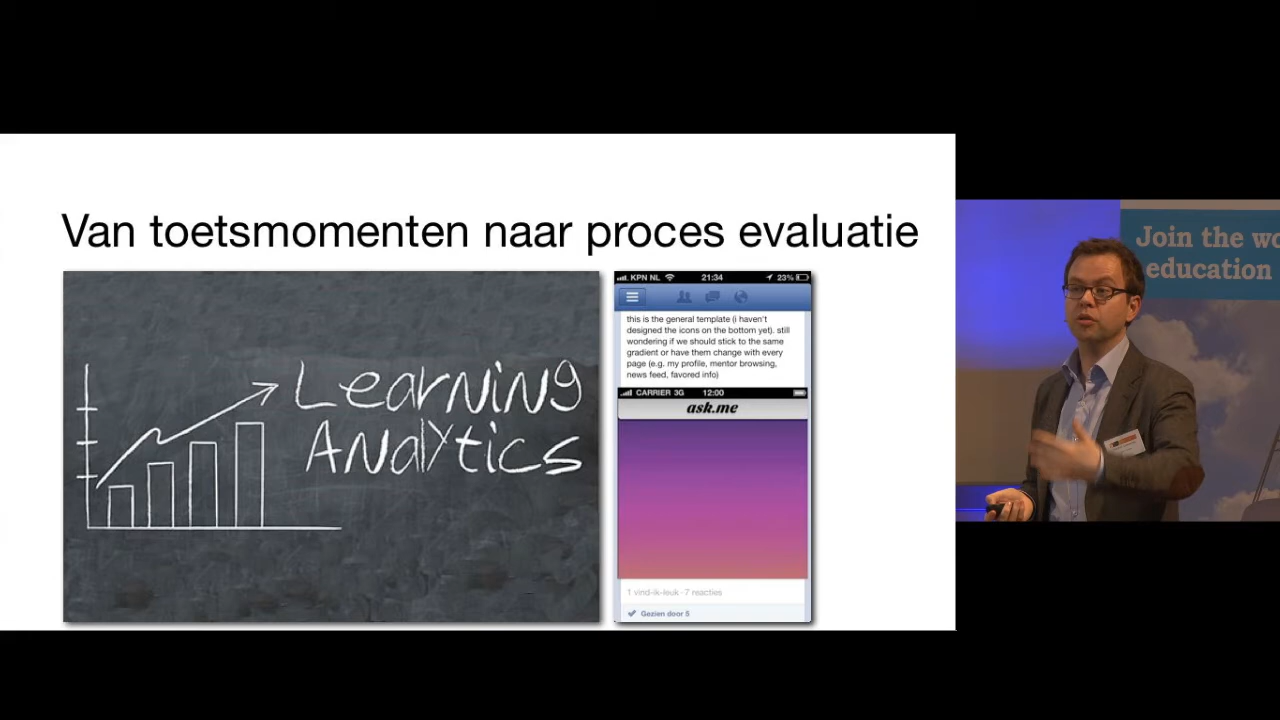 Van toetsmomenten naar proces evaluatie
Learning
Analytics
KPN NL 21:34 23%
this is the general template (i haven't
designed the icons on the bottom yet). still
wondering if we should stick to the same
gradient or have them change with every
page (e.g. my profile, mentor browsing,
news feed, favored info)
CARRIER 3G 12:00
ask.me
1 vind-ik-leuk · 7 reacties
Gezien door 5
Join the
education